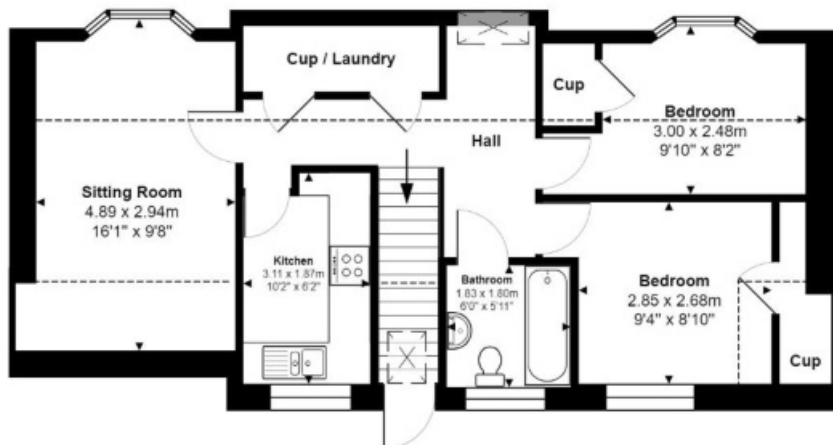 Cup / Laundry
Cup
Bedroom
3.00 x 2.48m
9'10" x 8'2"
Hall
Sitting Room
4.89 x 2.94m
16'1" x 9'8"
Kitchen
3.11 x 1.87m
10'2" x 6'2"
Bathroom
1.83 x 1.80m
6'0" x 5'11"
Bedroom
2.85 x 2.68m
9'4" x 8'10"
Cup